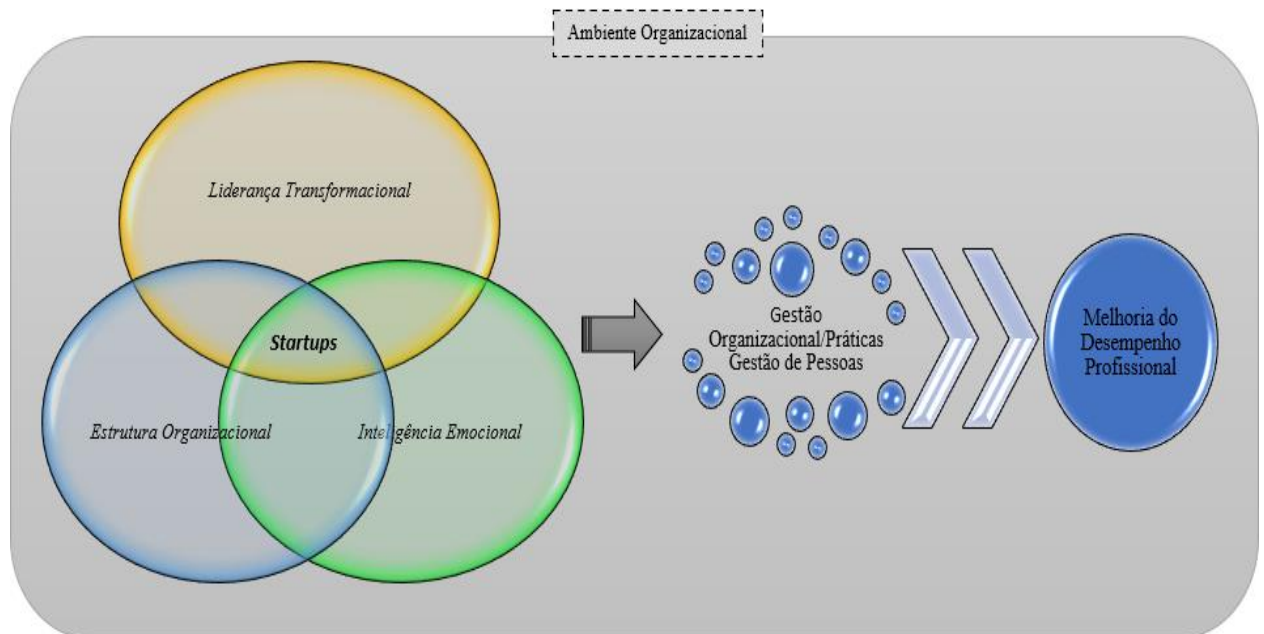 Ambiente Organizacional
Liderança Transformacional
Startups
Estrutura Organizacional
Inteligência Emocional
Gestão
Organizacional/Práticas
Gestão de Pessoas
Melhoria do
Desempenho
Profissional